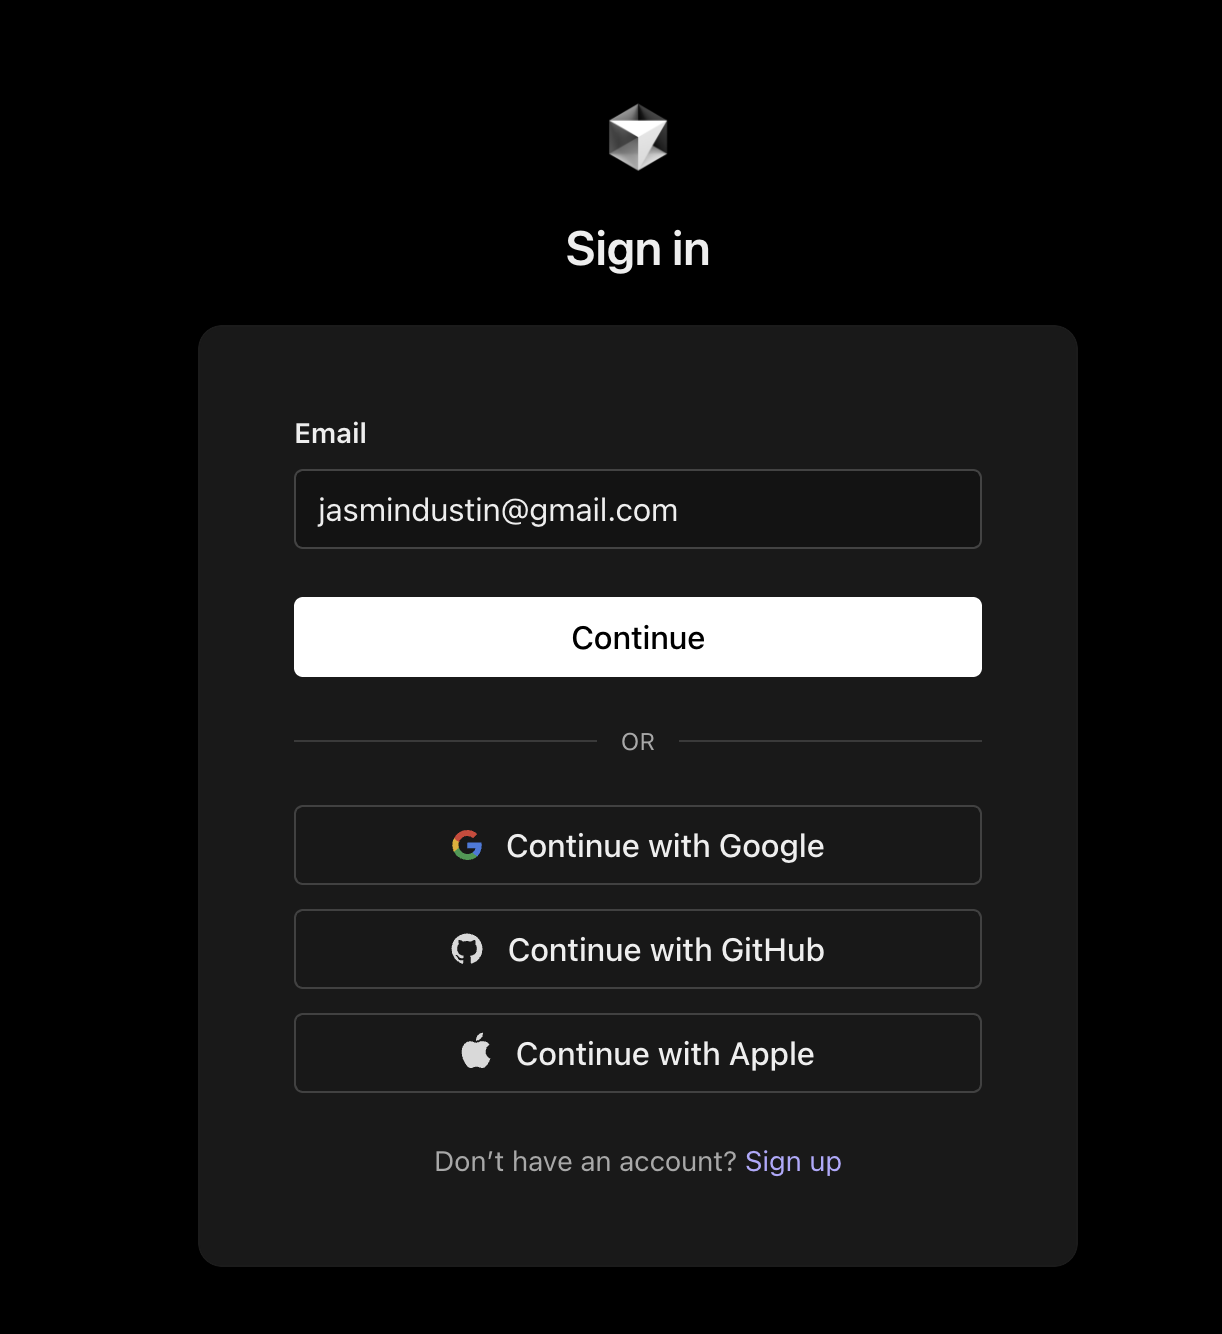 Sign in
Email
jasmindustin@gmail.com
Continue
OR
Continue with Google
Continue with GitHub
Continue with Apple
Don’t have an account? Sign up